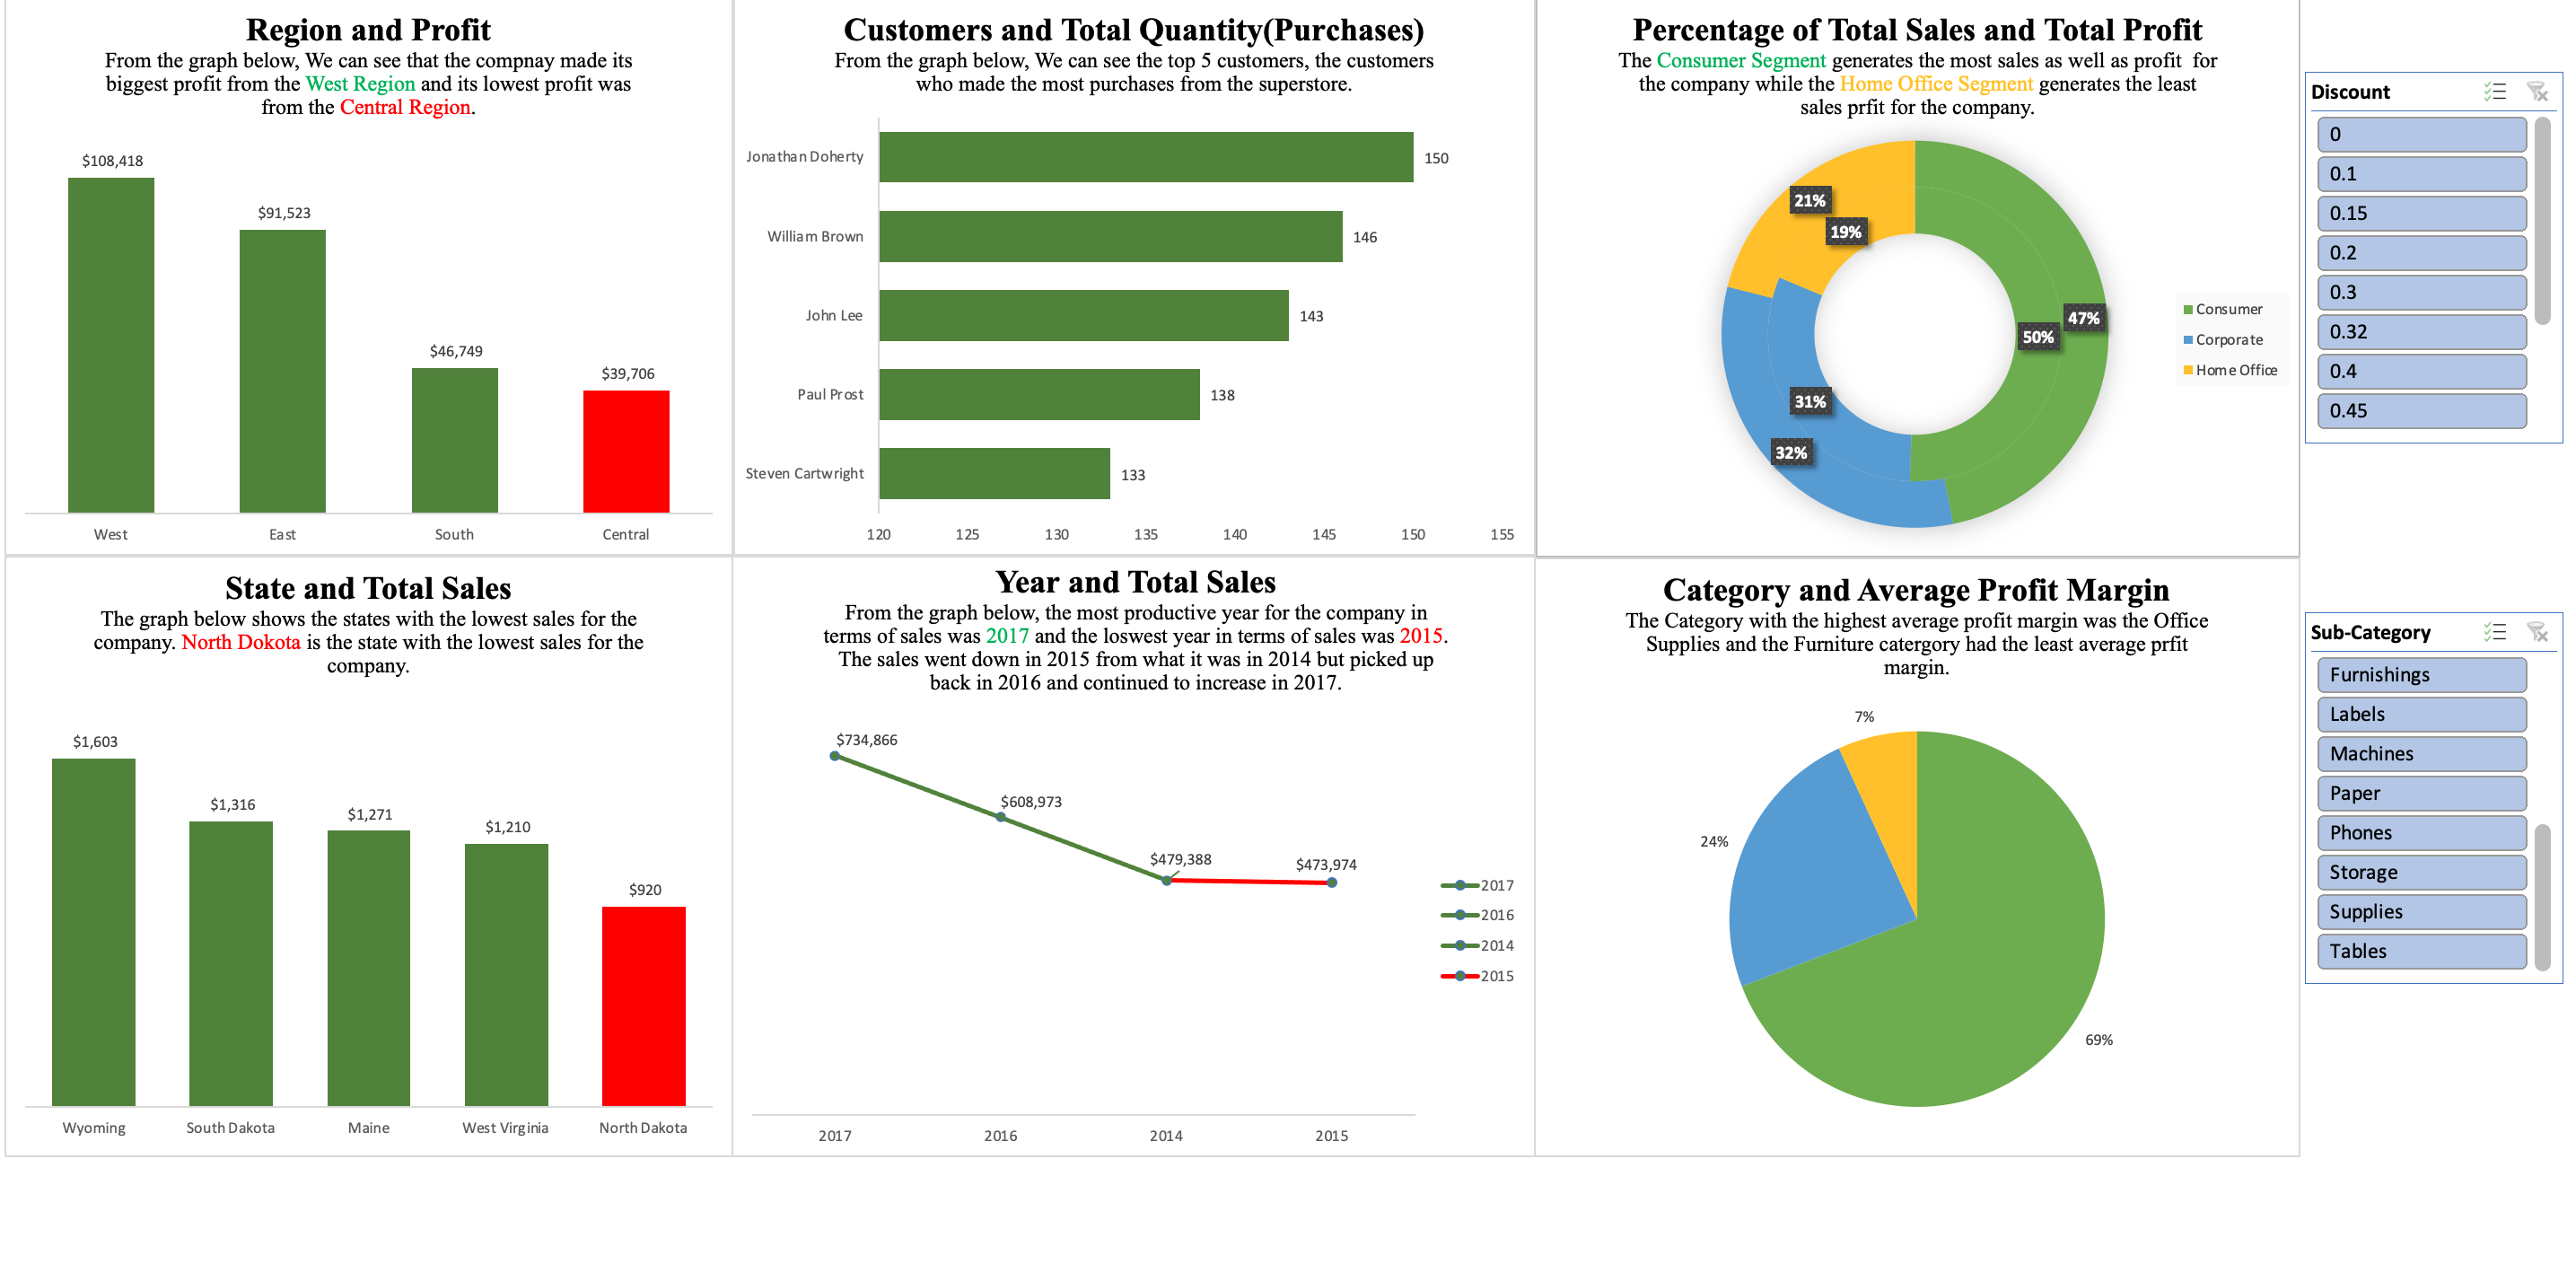 Region and Profit
From the graph below, We can see that the compnay made its
biggest profit from the West Region and its lowest profit was
from the Central Region.
$108,418
$91,523
$46,749
$39,706
West
East
South
Central
Customers and Total Quantity(Purchases)
From the graph below, We can see the top 5 customers, the customers
who made the most purchases from the superstore.
Jonathan Doherty
150
William Brown
146
John Lee
143
Paul Prost
138
Steven Cartwright
133
120
125
130
135
140
145
150
155
Percentage of Total Sales and Total Profit
The Consumer Segment generates the most sales as well as profit for
the company while the Home Office Segment generates the least
sales prfit for the company.
21%
19%
47%
50%
31%
32%
Consumer
Corporate
Home Office
Discount
0
0.1
0.15
0.2
0.3
0.32
0.4
0.45
State and Total Sales
The graph below shows the states with the lowest sales for the
company. North Dokota is the state with the lowest sales for the
company.
$1,603
$1,316
$1,271
$1,210
$920
Wyoming
South Dakota
Maine
West Virginia
North Dakota
Year and Total Sales
From the graph below, the most productive year for the company in
terms of sales was 2017 and the loswest year in terms of sales was 2015.
The sales went down in 2015 from what it was in 2014 but picked up
back in 2016 and continued to increase in 2017.
$734,866
$608,973
$479,388
$473,974
2017
2016
2014
2015
2017
2016
2014
2015
Category and Average Profit Margin
The Category with the highest average profit margin was the Office
Supplies and the Furniture catergory had the least average prfit
margin.
7%
24%
69%
Sub-Category
Furnishings
Labels
Machines
Paper
Phones
Storage
Supplies
Tables